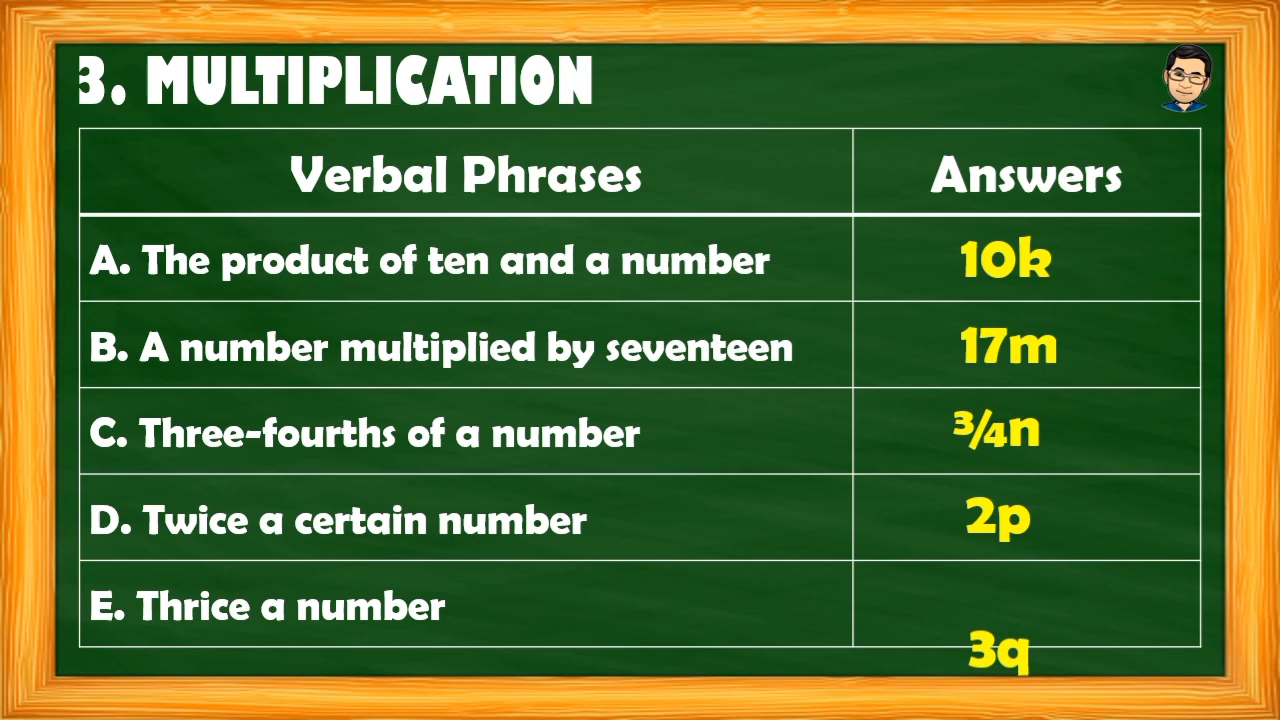 3. MULTIPLICATION
Verbal Phrases Answers
A. The product of ten and a number 10k
B. A number multiplied by seventeen 17m
C. Three-fourths of a number ¾n
D. Twice a certain number 2p
E. Thrice a number
3q